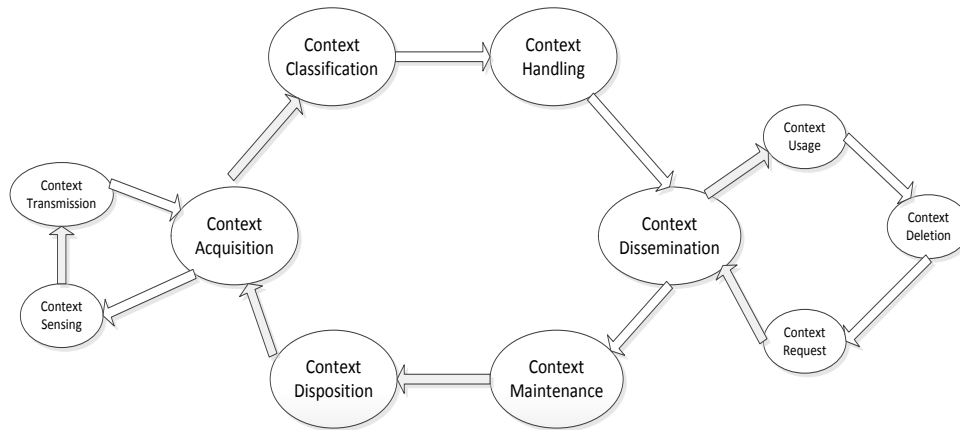 Context
Classification
Context
Handling
Context
Usage
Context
Transmission
Context
Acquisition
Context
Dissemination
Context
Deletion
Context
Sensing
Context
Request
Context
Disposition
Context
Maintenance